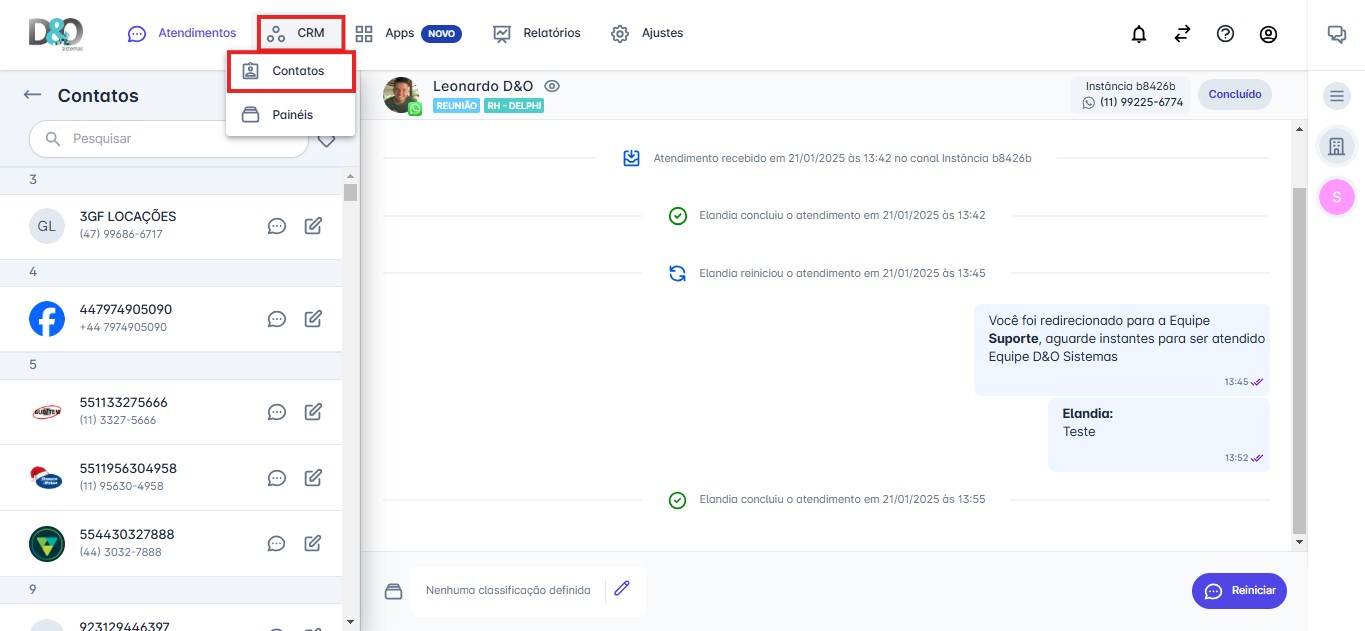 D&O
sistemas
Atendimentos
CRM
Apps
NOVO
Relatórios
Ajustes
Contatos
Painéis
Contatos
Pesquisar
3
GL
3GF LOCAÇÕES
(47) 99686-6717
4
447974905090
+44 7974905090
5
551133275666
(11) 3327-5666
5511956304958
(11) 95630-4958
554430327888
(44) 3032-7888
9
923129446397
Leonardo D&O
REUNIÃO
RH - DELPHI
Instância b8426b
(11) 99225-6774
Concluído
Atendimento recebido em 21/01/2025 às 13:42 no canal Instância b8426b
Elandia concluiu o atendimento em 21/01/2025 às 13:42
Elandia reiniciou o atendimento em 21/01/2025 às 13:45
Você foi redirecionado para a Equipe
Suporte, aguarde instantes para ser atendido
Equipe D&O Sistemas
13:45
Elandia:
Teste
13:52
Elandia concluiu o atendimento em 21/01/2025 às 13:55
Nenhuma classificação definida
Reiniciar
S